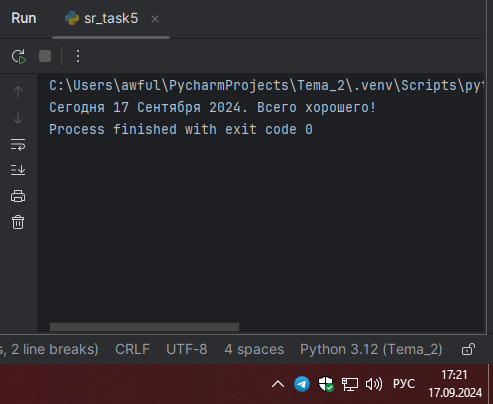 Run sr_task5
C:\Users\awful\PycharmProjects\Tema_2\.venv\Scripts\pyt
Сегодня 17 Сентября 2024. Всего хорошего!
Process finished with exit code 0
s, 2 line breaks) CRLF UTF-8 4 spaces Python 3.12 (Tema_2)
17:21
РУС
17.09.2024